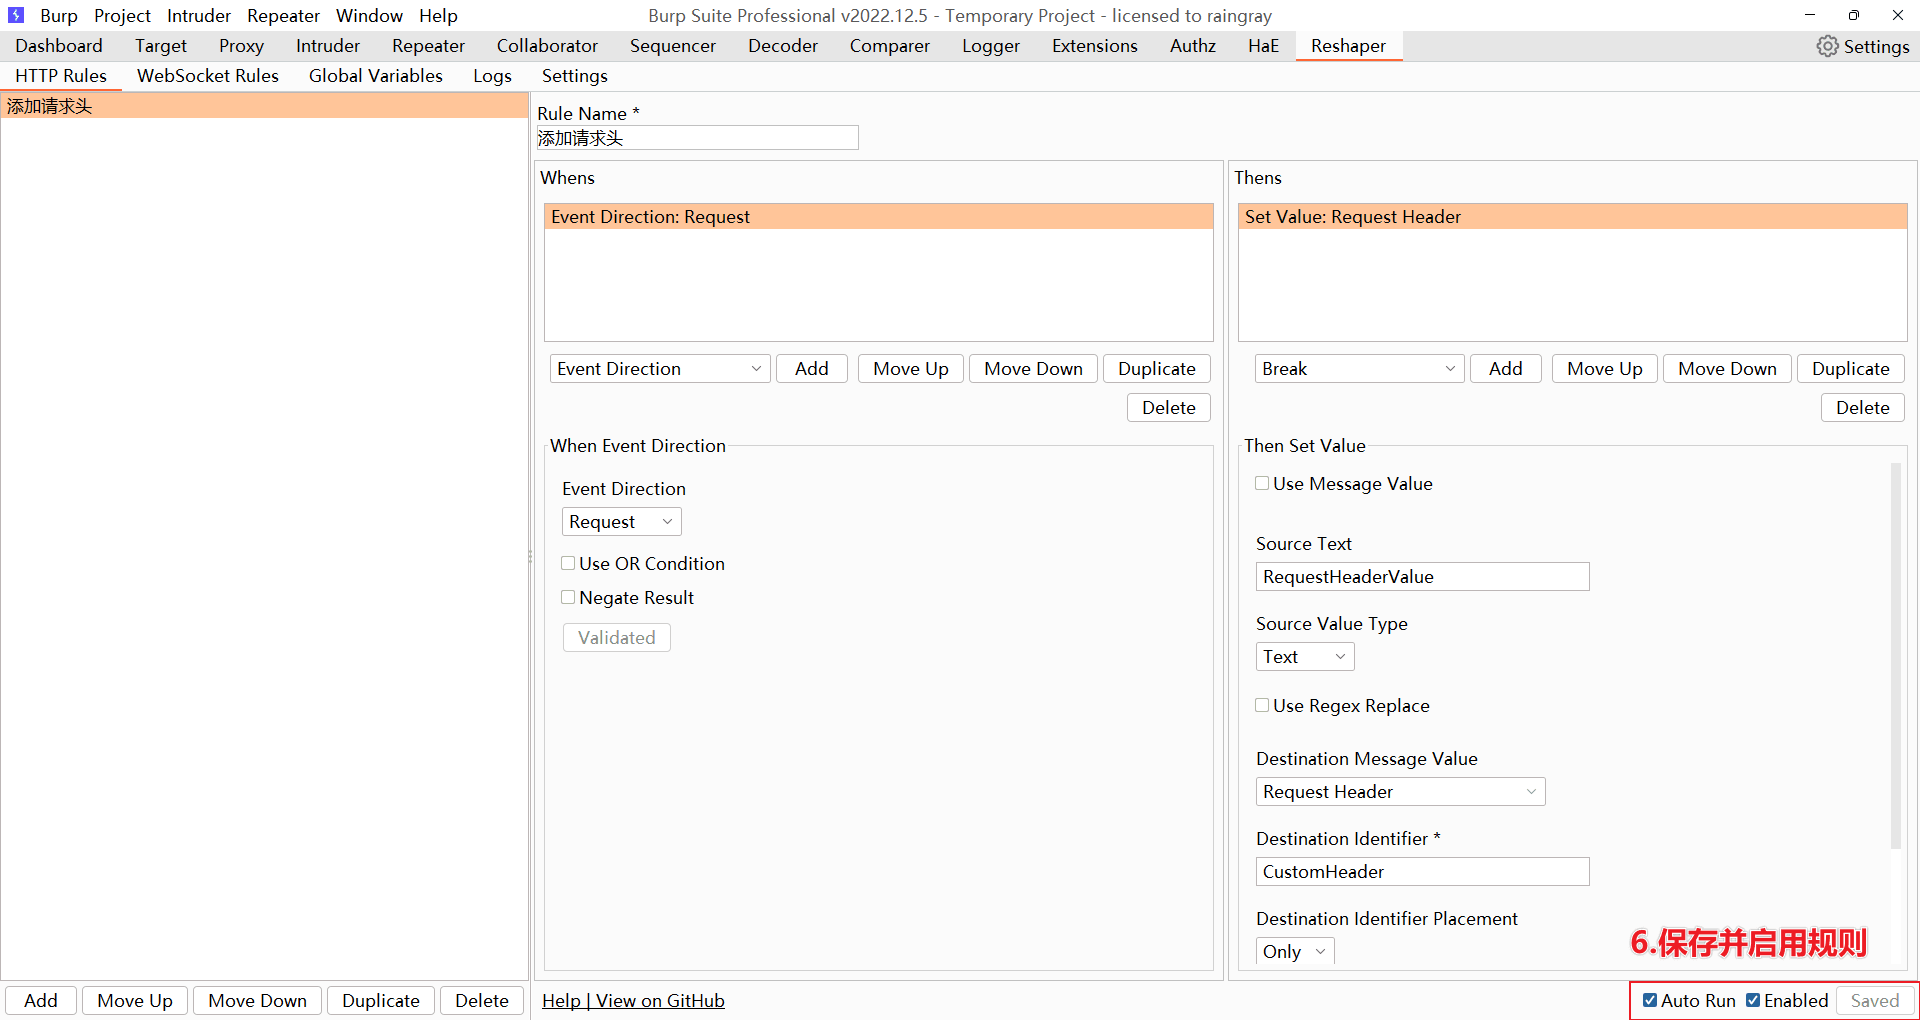 Burp Project Intruder Repeater Window Help Burp Suite Professional v2022.12.5 - Temporary Project - licensed to raingray
Dashboard Target Proxy Intruder Repeater Collaborator Sequencer Decoder Comparer Logger Extensions Authz HaE Reshaper Settings
HTTP Rules WebSocket Rules Global Variables Logs Settings
添加请求头
Rule Name *
添加请求头
Whens
Event Direction: Request
Event Direction Add Move Up Move Down Duplicate
Delete
When Event Direction
Event Direction
Request
Use OR Condition
Negate Result
Validated
Thens
Set Value: Request Header
Break Add Move Up Move Down Duplicate
Delete
Then Set Value
Use Message Value
Source Text
RequestHeaderValue
Source Value Type
Text
Use Regex Replace
Destination Message Value
Request Header
Destination Identifier *
CustomHeader
Destination Identifier Placement
Only
6.保存并启用规则
Add Move Up Move Down Duplicate Delete Help | View on GitHub Auto Run Enabled Saved